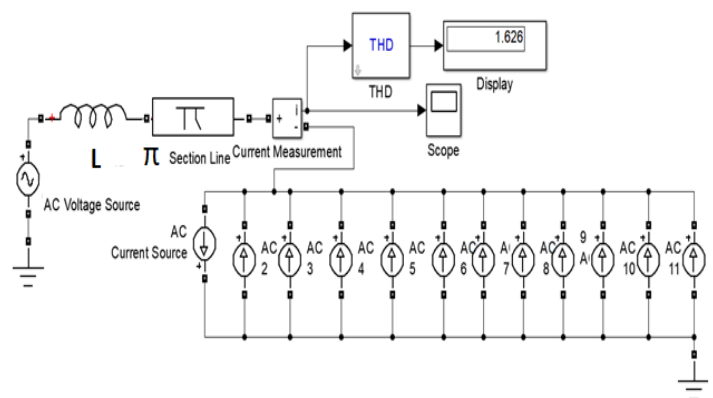 THD
1.626
THD
Display
i
+
-
Scope
L
π Section Line
Current Measurement
AC Voltage Source
AC
Current Source
AC
2
AC
3
AC
4
AC
5
AC
6
7
AC
8
9
AC
10
AC
11